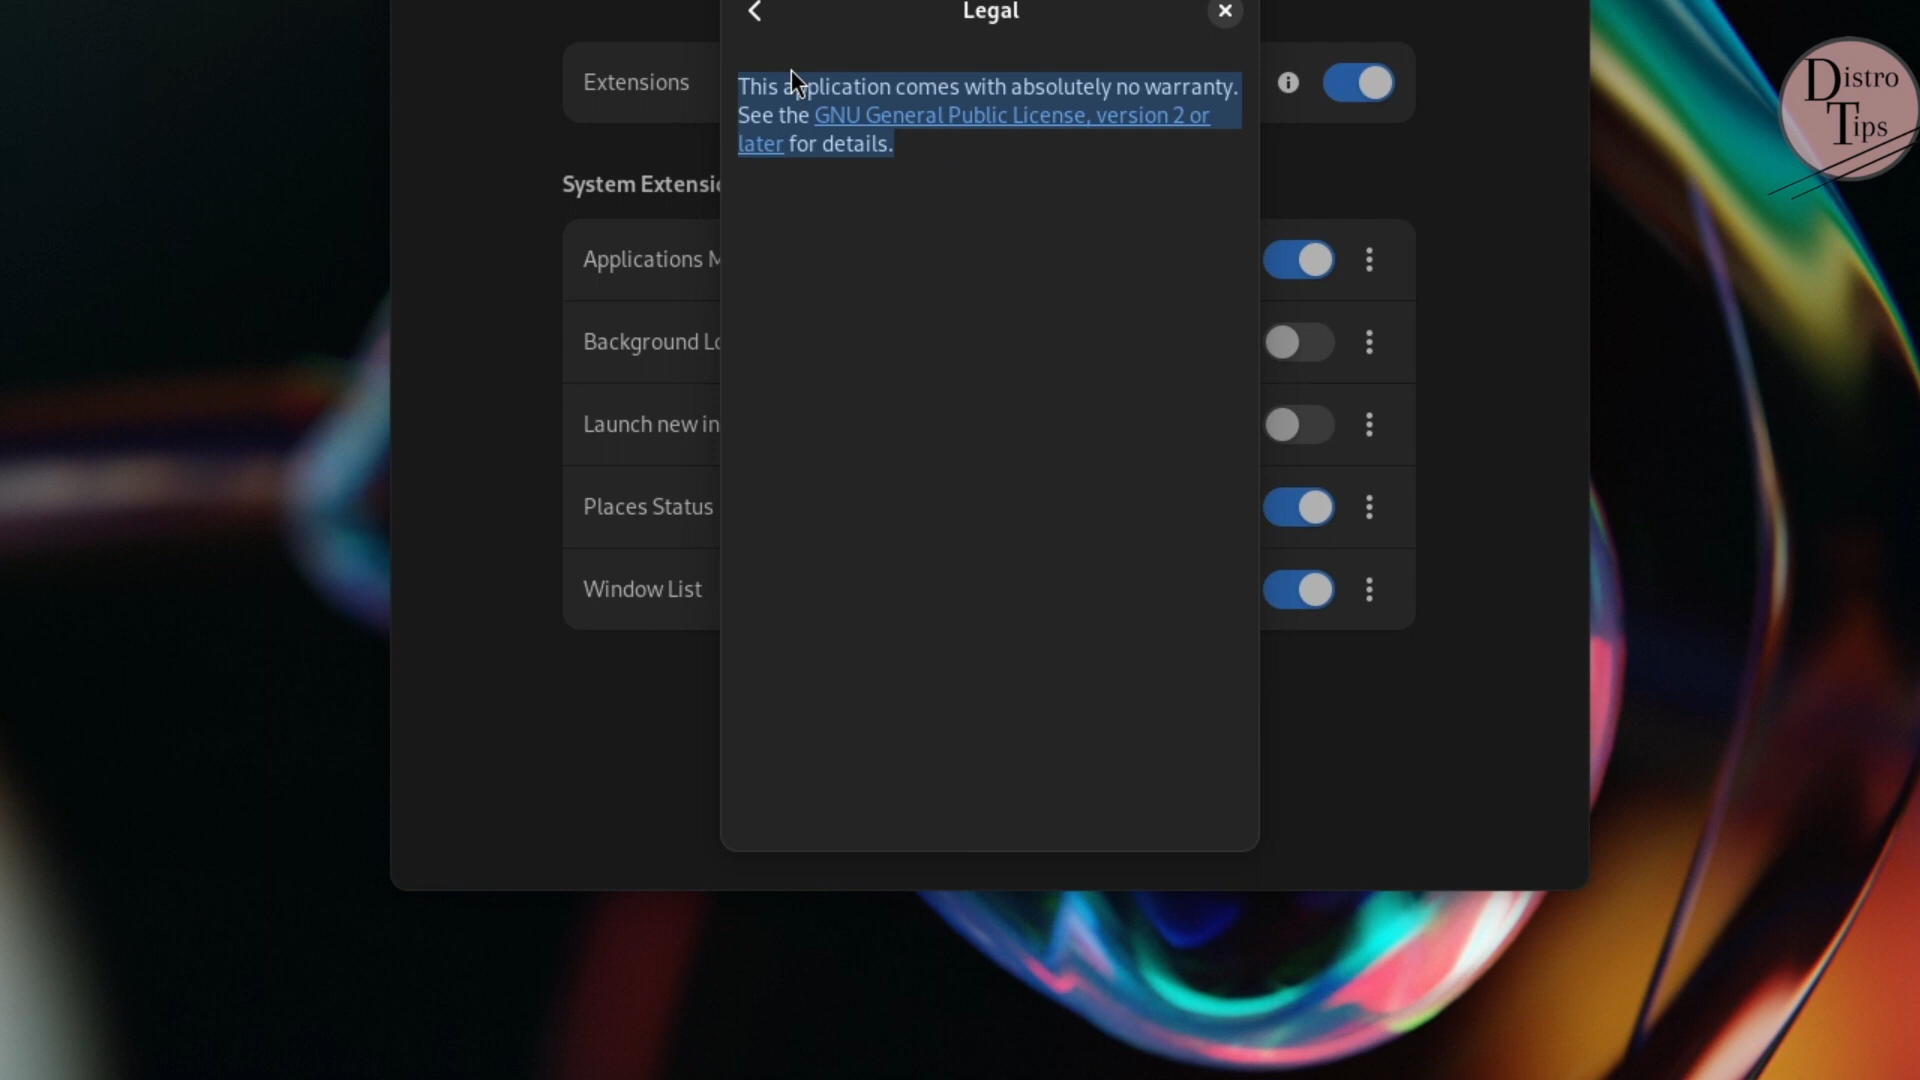 Legal
Extensions
This application comes with absolutely no warranty.
See the GNU General Public License, version 2 or
later for details.
Distro
Tips
System Extensi
Applications M
Background Lo
Launch new in
Places Status
Window List